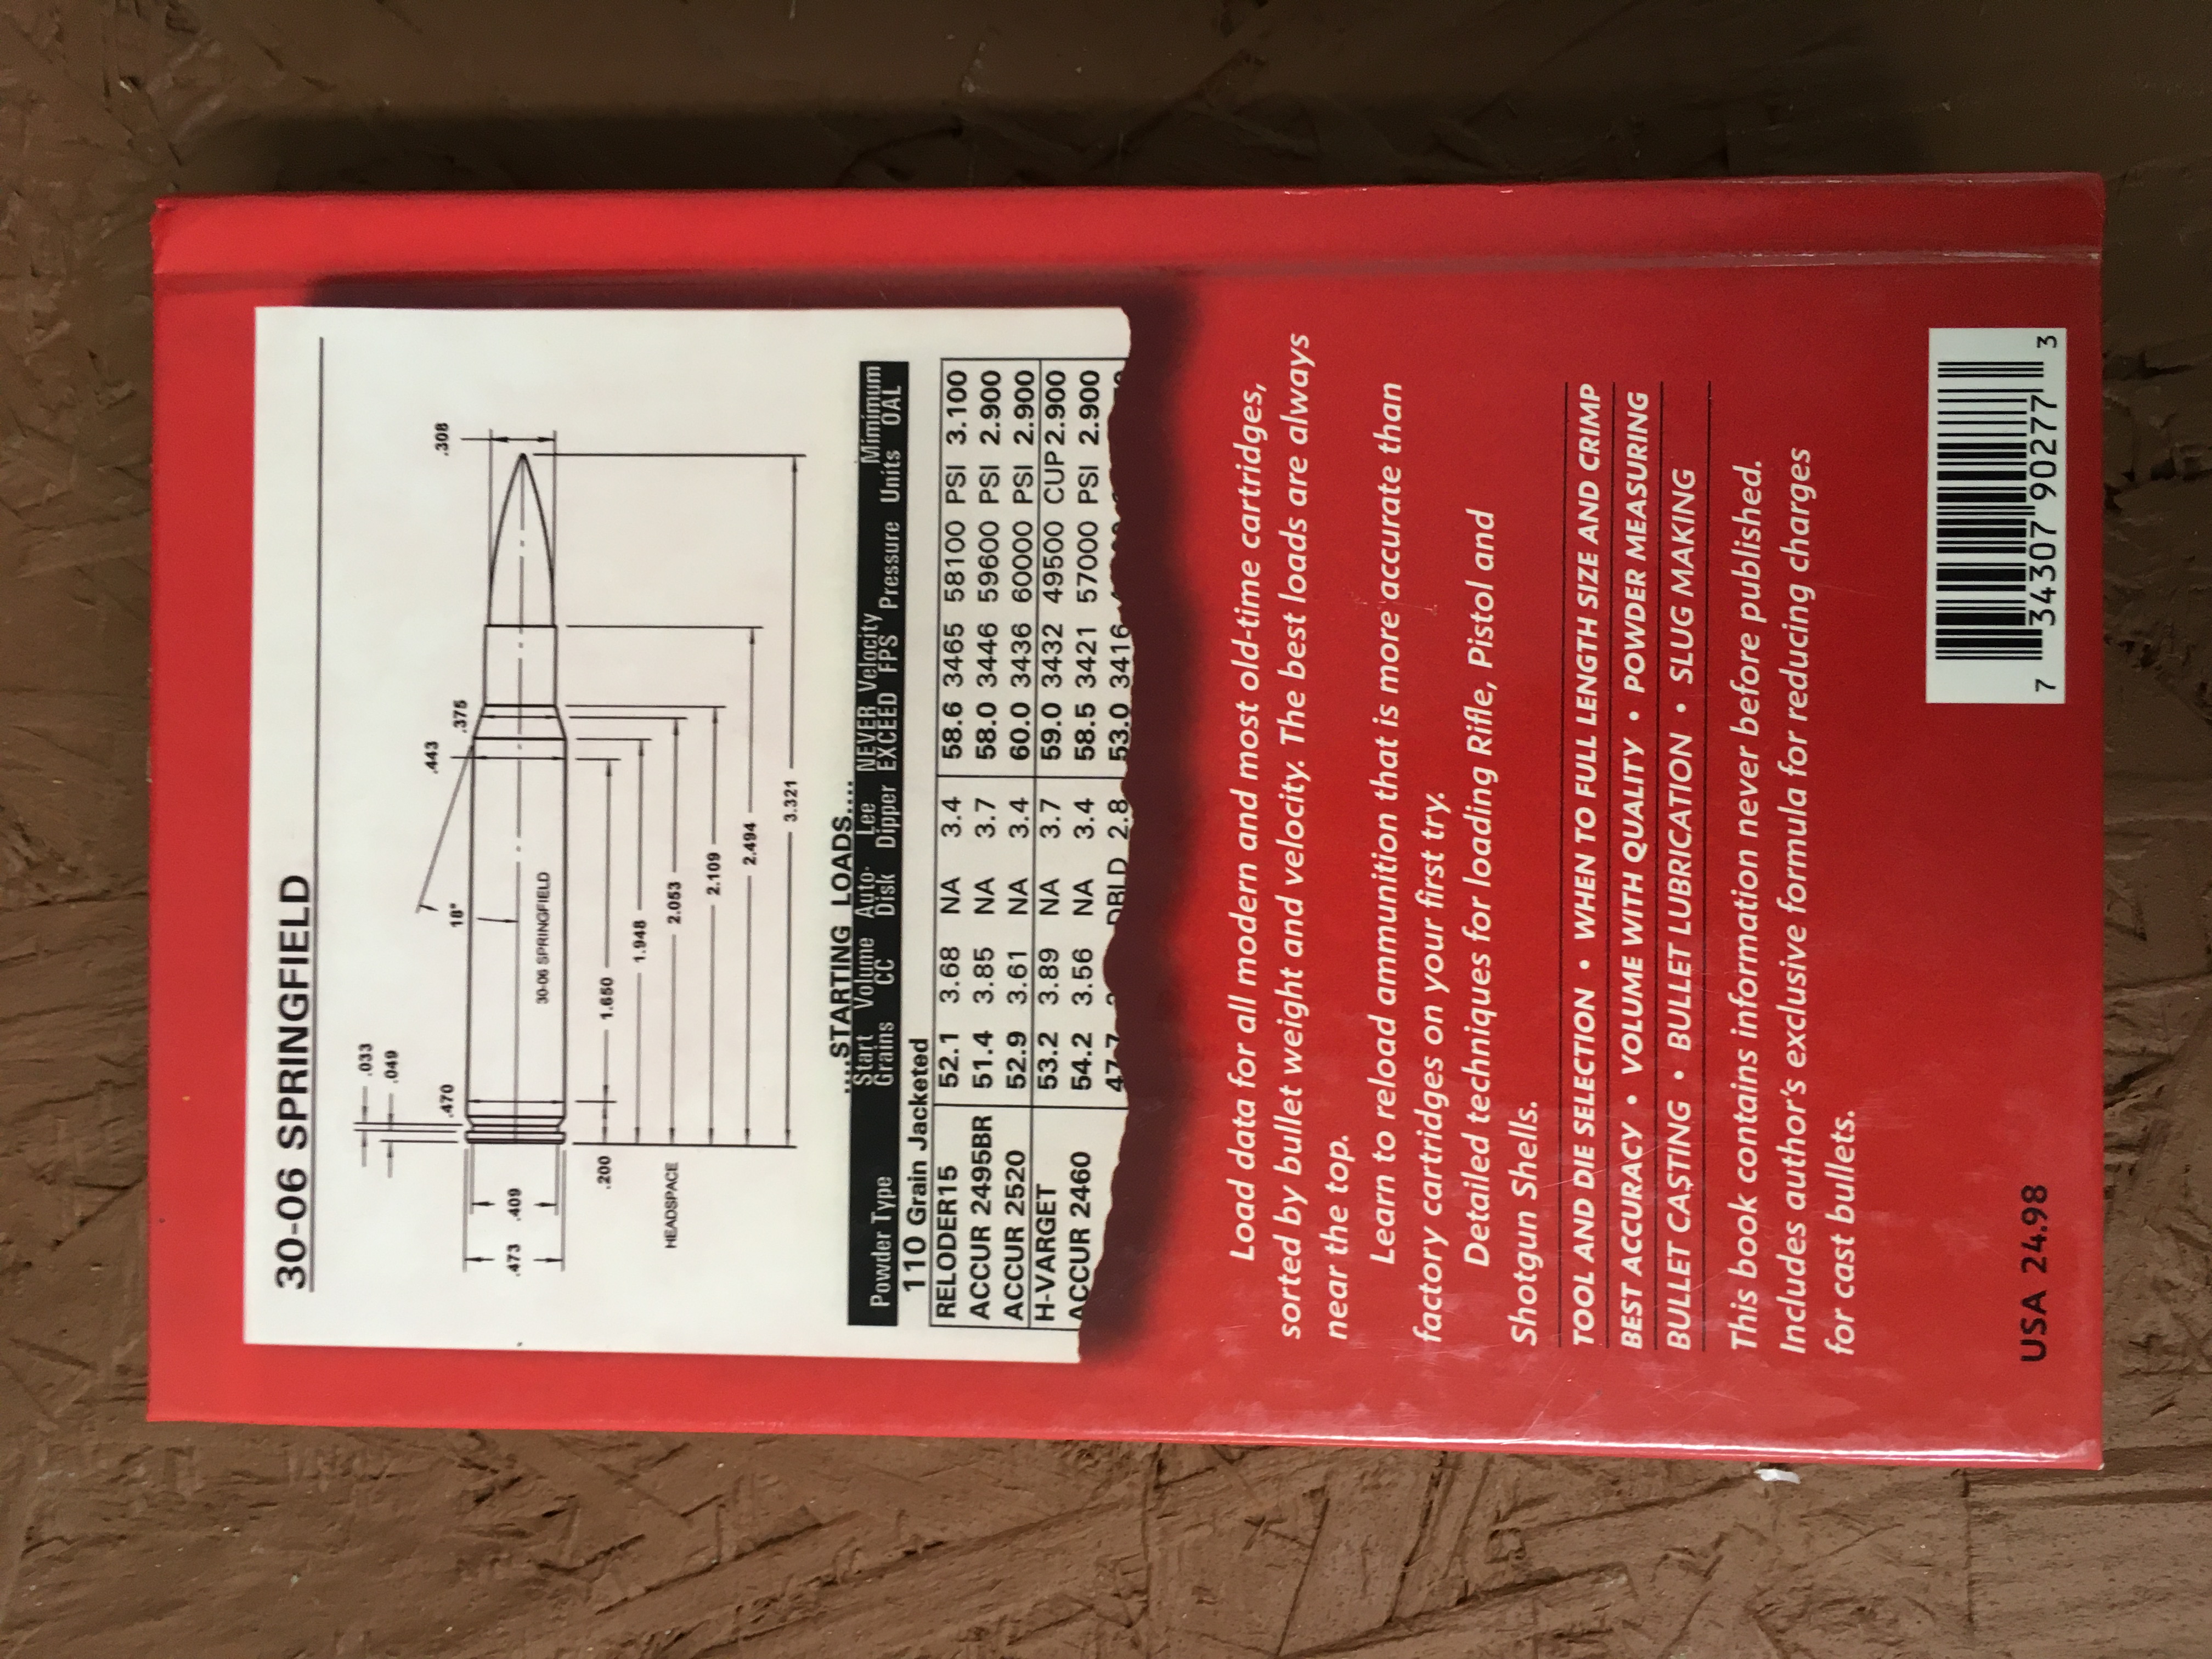 30-06 SPRINGFIELD
.033
.049
.470
18°
.443
.375
.308
.473
.409
30-06 SPRINGFIELD
.200
1.650
1.948
HEADSPACE
2.053
2.109
2.494
3.321
....STARTING LOADS....
Powder Type Start Grains Volume CC Auto-Disk Lee Dipper NEVER EXCEED Velocity FPS Pressure Units Mimimum OAL
110 Grain Jacketed
RELODER15 52.1 3.68 NA 3.4 58.6 3465 58100 PSI 3.100
ACCUR 2495BR 51.4 3.85 NA 3.7 58.0 3446 59600 PSI 2.900
ACCUR 2520 52.9 3.61 NA 3.4 60.0 3436 60000 PSI 2.900
H-VARGET 53.2 3.89 NA 3.7 59.0 3432 49500 CUP 2.900
ACCUR 2460 54.2 3.56 NA 3.4 58.5 3421 57000 PSI 2.900
47.7 DBLD 2.8 53.0 3416
Load data for all modern and most old-time cartridges,
sorted by bullet weight and velocity. The best loads are always
near the top.
Learn to reload ammunition that is more accurate than
factory cartridges on your first try.
Detailed techniques for loading Rifle, Pistol and
Shotgun Shells.
TOOL AND DIE SELECTION • WHEN TO FULL LENGTH SIZE AND CRIMP
BEST ACCURACY • VOLUME WITH QUALITY • POWDER MEASURING
BULLET CASTING • BULLET LUBRICATION • SLUG MAKING
This book contains information never before published.
Includes author's exclusive formula for reducing charges
for cast bullets.
USA 24.98
7 34307 90277 3